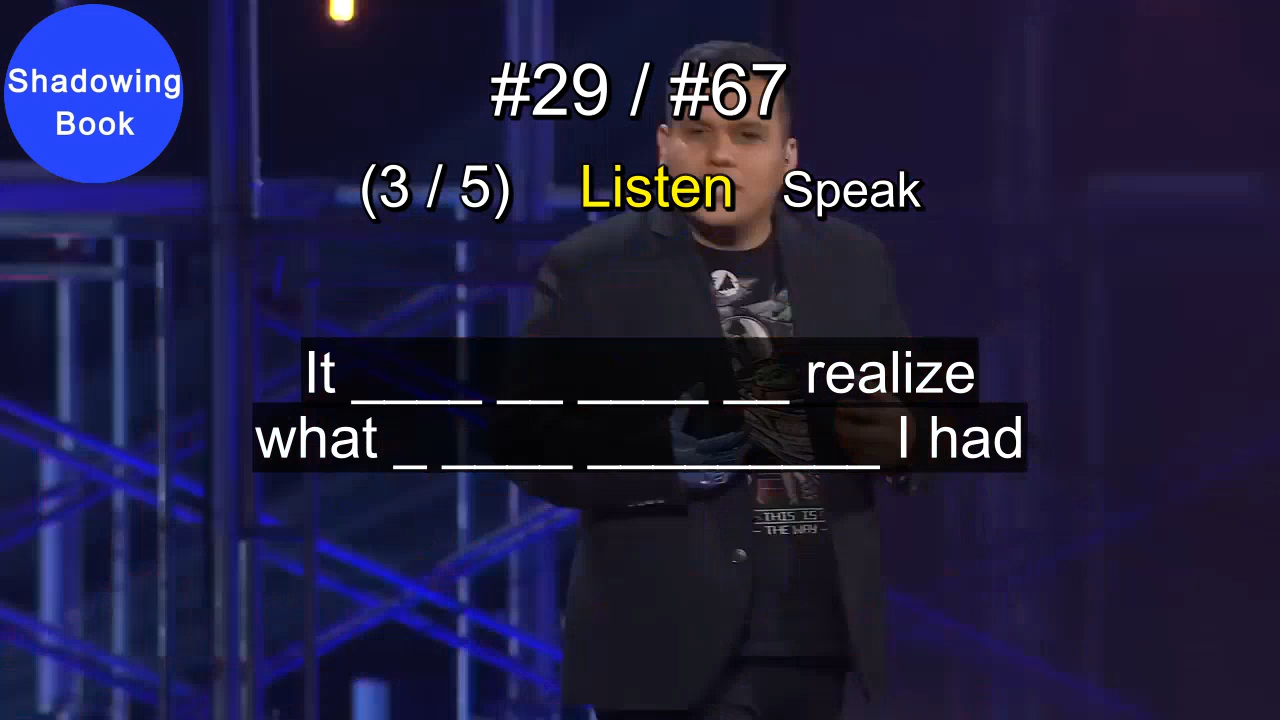 Shadowing
Book
#29 / #67
(3 / 5) Listen Speak
It ____ __ ____ __ realize
what _ ____ _________ I had
THIS IS
THE WAY